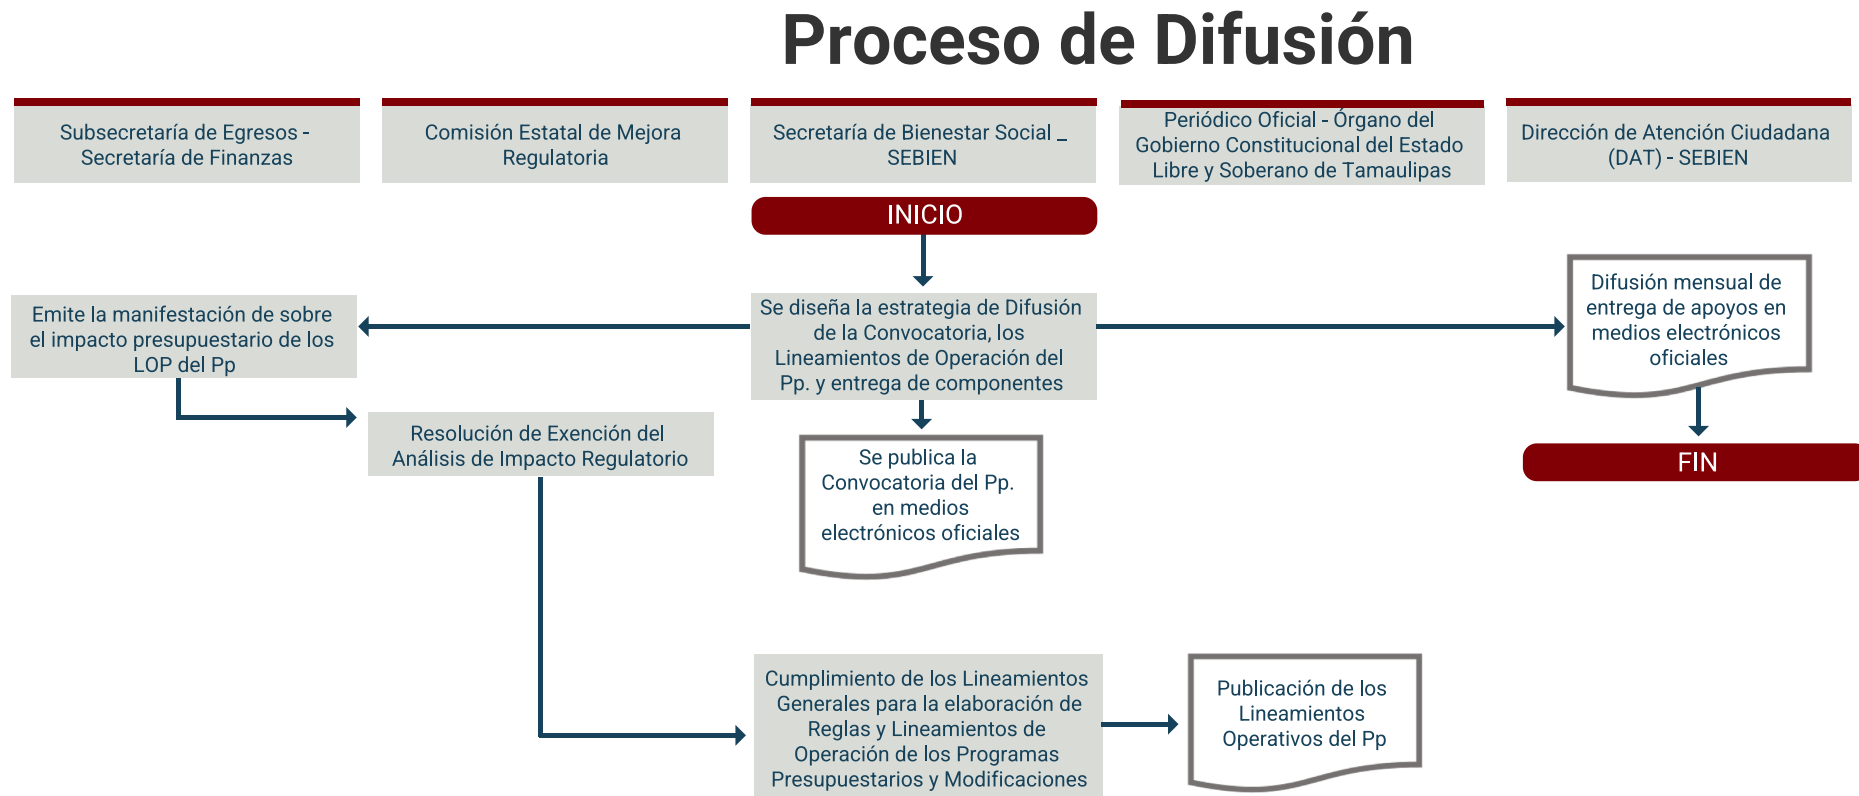 Proceso de Difusión
Subsecretaría de Egresos -
Secretaría de Finanzas
Comisión Estatal de Mejora
Regulatoria
Secretaría de Bienestar Social _
SEBIEN
Periódico Oficial - Órgano del
Gobierno Constitucional del Estado
Libre y Soberano de Tamaulipas
Dirección de Atención Ciudadana
(DAT) - SEBIEN
INICIO
Emite la manifestación de sobre
el impacto presupuestario de los
LOP del Pp
Se diseña la estrategia de Difusión
de la Convocatoria, los
Lineamientos de Operación del
Pp. y entrega de componentes
Difusión mensual de
entrega de apoyos en
medios electrónicos
oficiales
Resolución de Exención del
Análisis de Impacto Regulatorio
Se publica la
Convocatoria del Pp.
en medios
electrónicos oficiales
FIN
Cumplimiento de los Lineamientos
Generales para la elaboración de
Reglas y Lineamientos de
Operación de los Programas
Presupuestarios y Modificaciones
Publicación de los
Lineamientos
Operativos del Pp